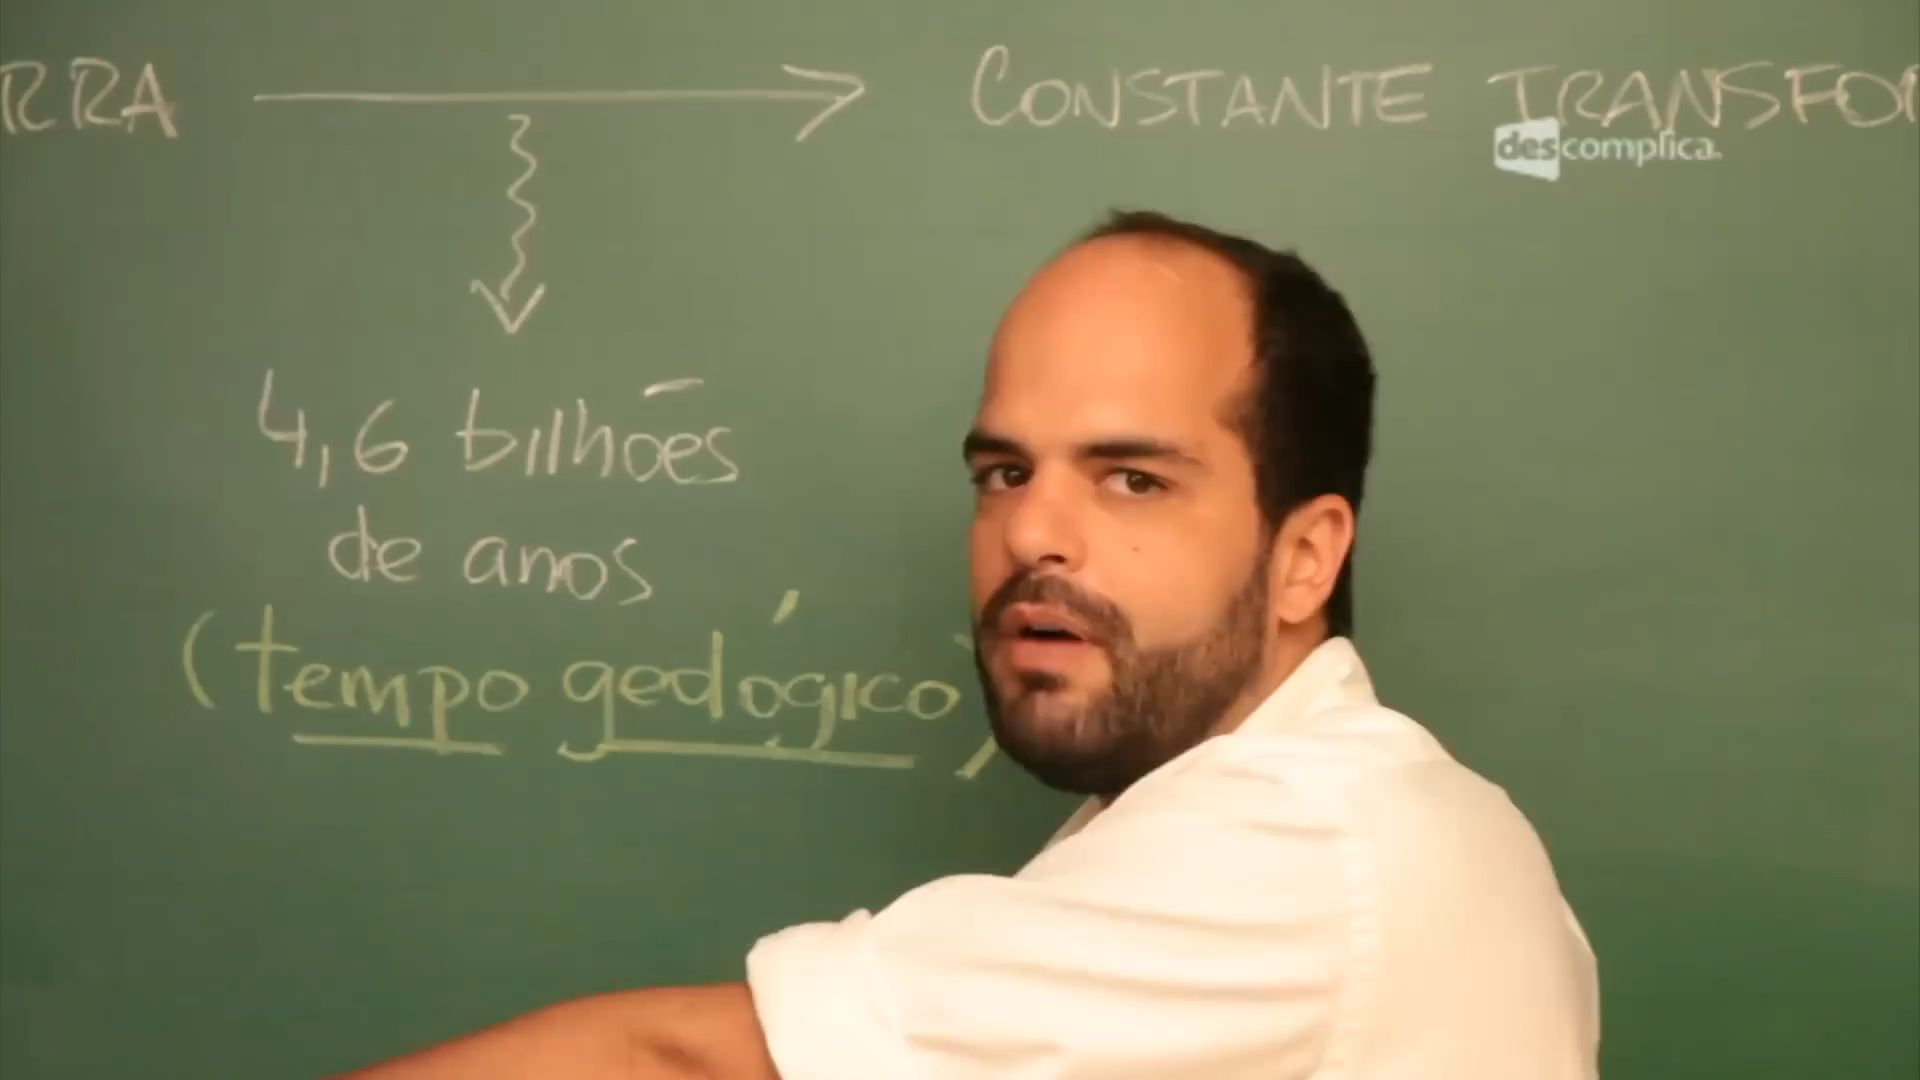 RRA → CONSTANTE TRANSFOR
descomplica.
4,6 bilhões
de anos
(tempo geológico)